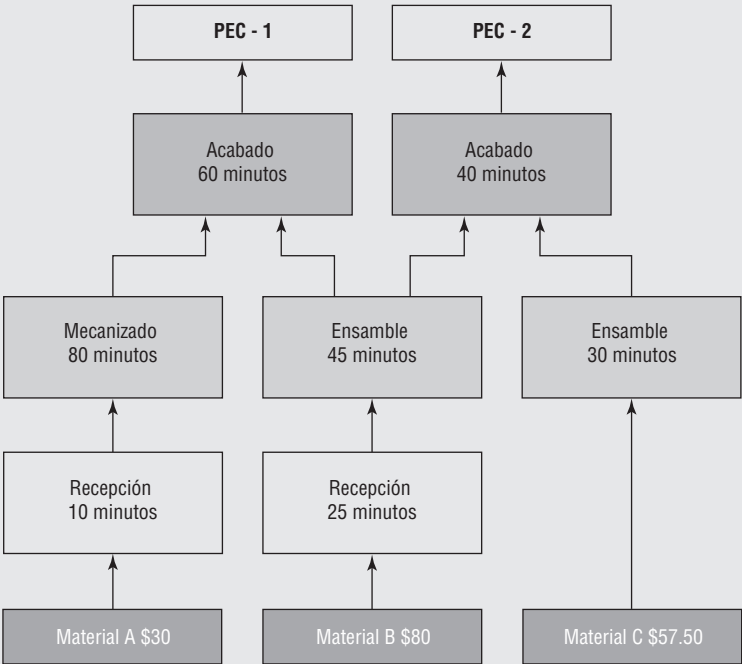 PEC - 1
PEC - 2
Acabado
60 minutos
Acabado
40 minutos
Mecanizado
80 minutos
Ensamble
45 minutos
Ensamble
30 minutos
Recepción
10 minutos
Recepción
25 minutos
Material A $30
Material B $80
Material C $57.50